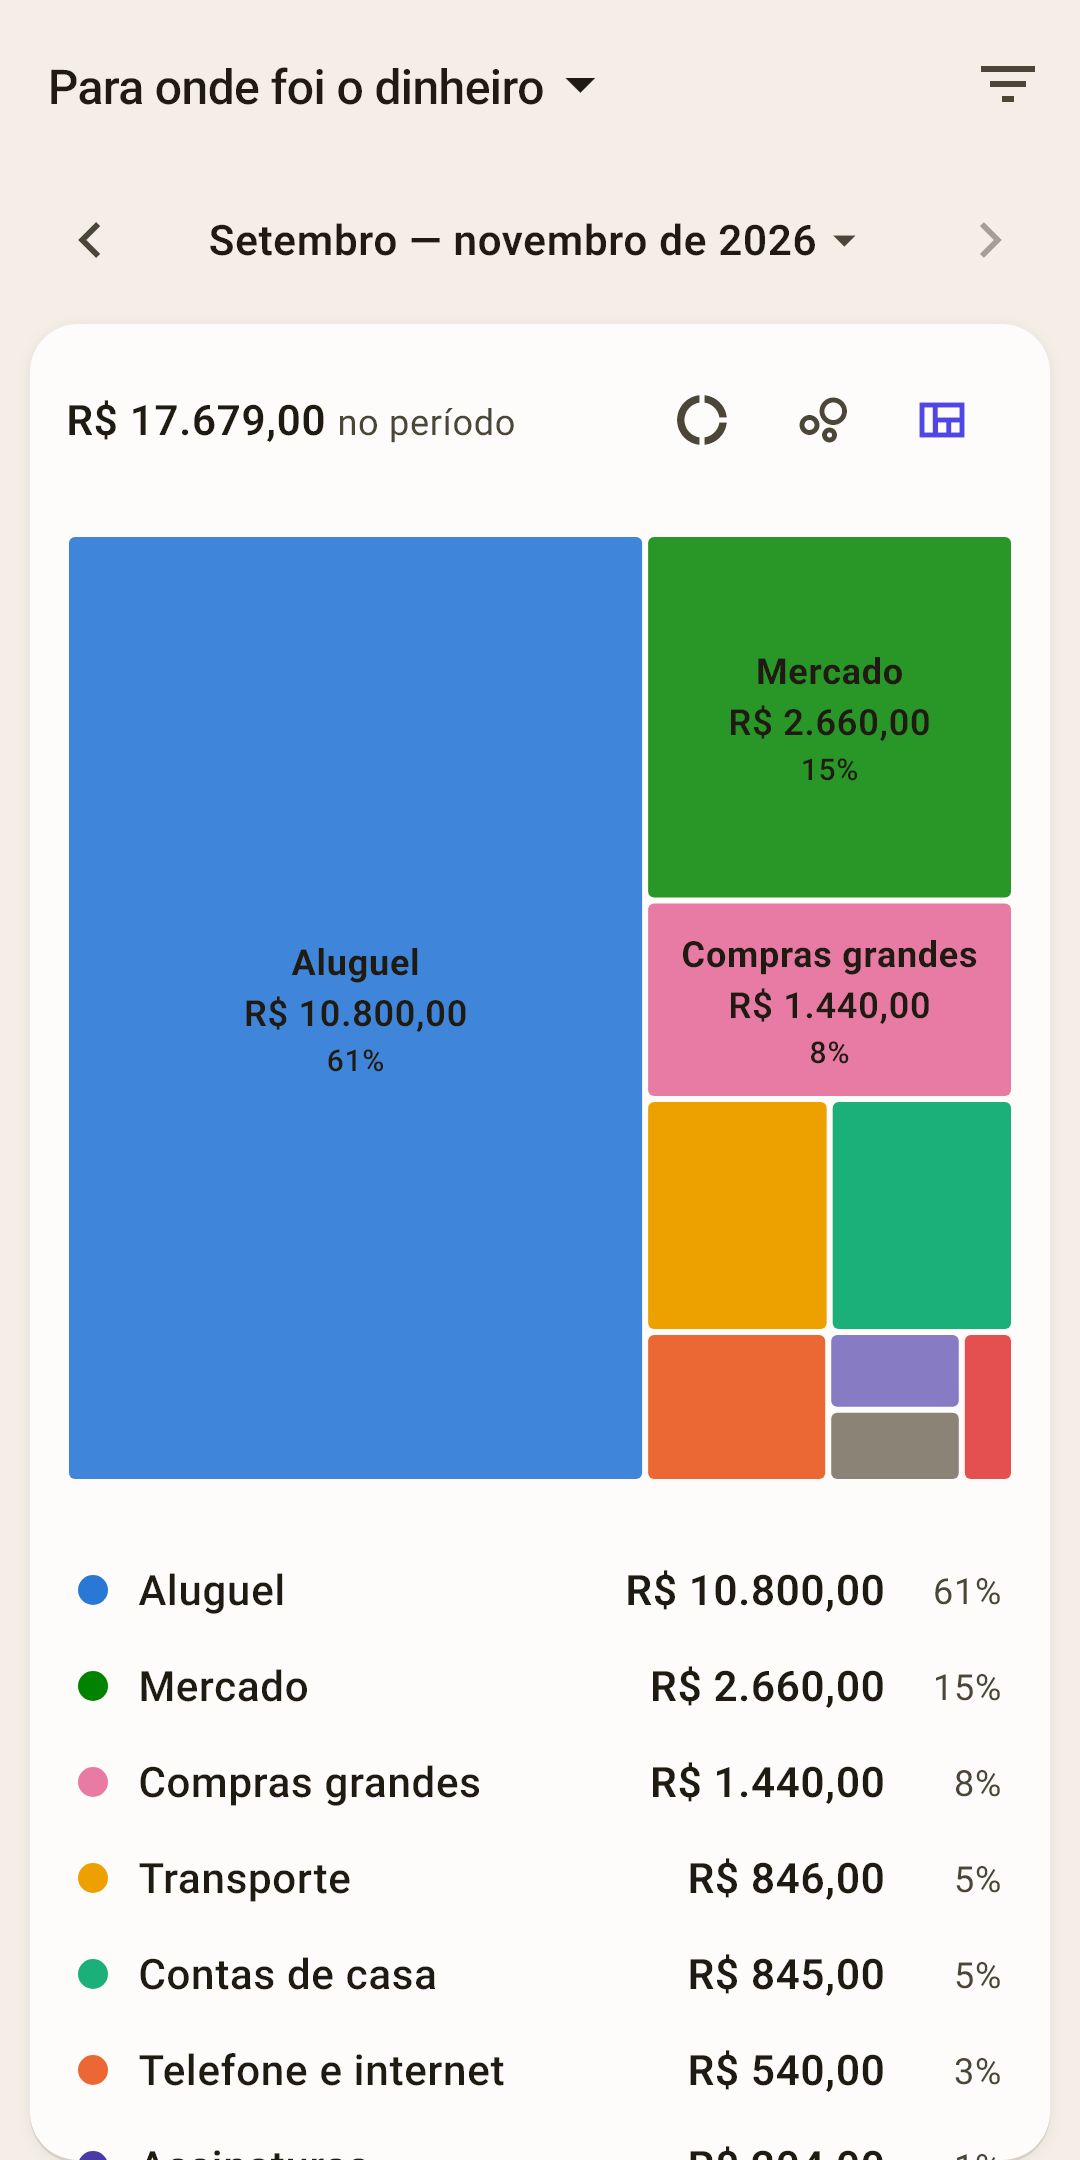 Para onde foi o dinheiro
Setembro — novembro de 2026
R$ 17.679,00 no período
Mercado
R$ 2.660,00
15%
Compras grandes
R$ 1.440,00
8%
Aluguel
R$ 10.800,00
61%
Aluguel R$ 10.800,00 61%
Mercado R$ 2.660,00 15%
Compras grandes R$ 1.440,00 8%
Transporte R$ 846,00 5%
Contas de casa R$ 845,00 5%
Telefone e internet R$ 540,00 3%